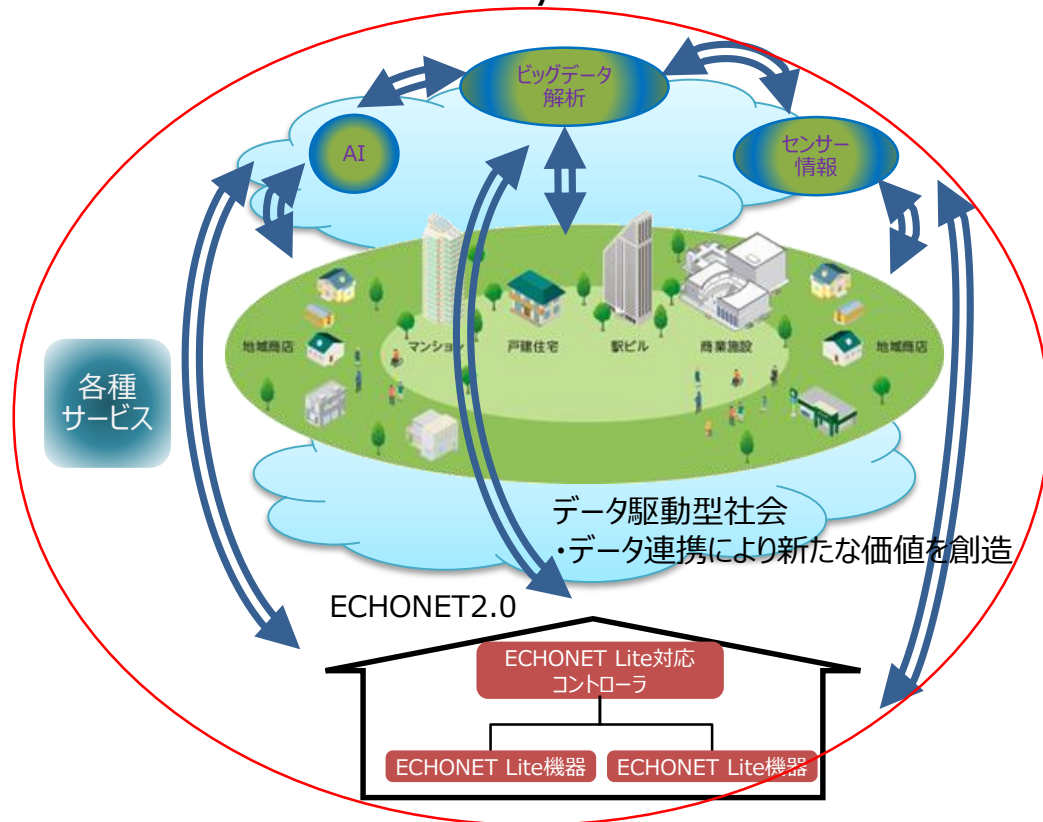 ビッグデータ
解析
AI
センサー
情報
地域商店
マンション
戸建住宅
駅ビル
商業施設
地域商店
各種
サービス
データ駆動型社会
・データ連携により新たな価値を創造
ECHONET2.0
ECHONET Lite対応
コントローラ
ECHONET Lite機器
ECHONET Lite機器